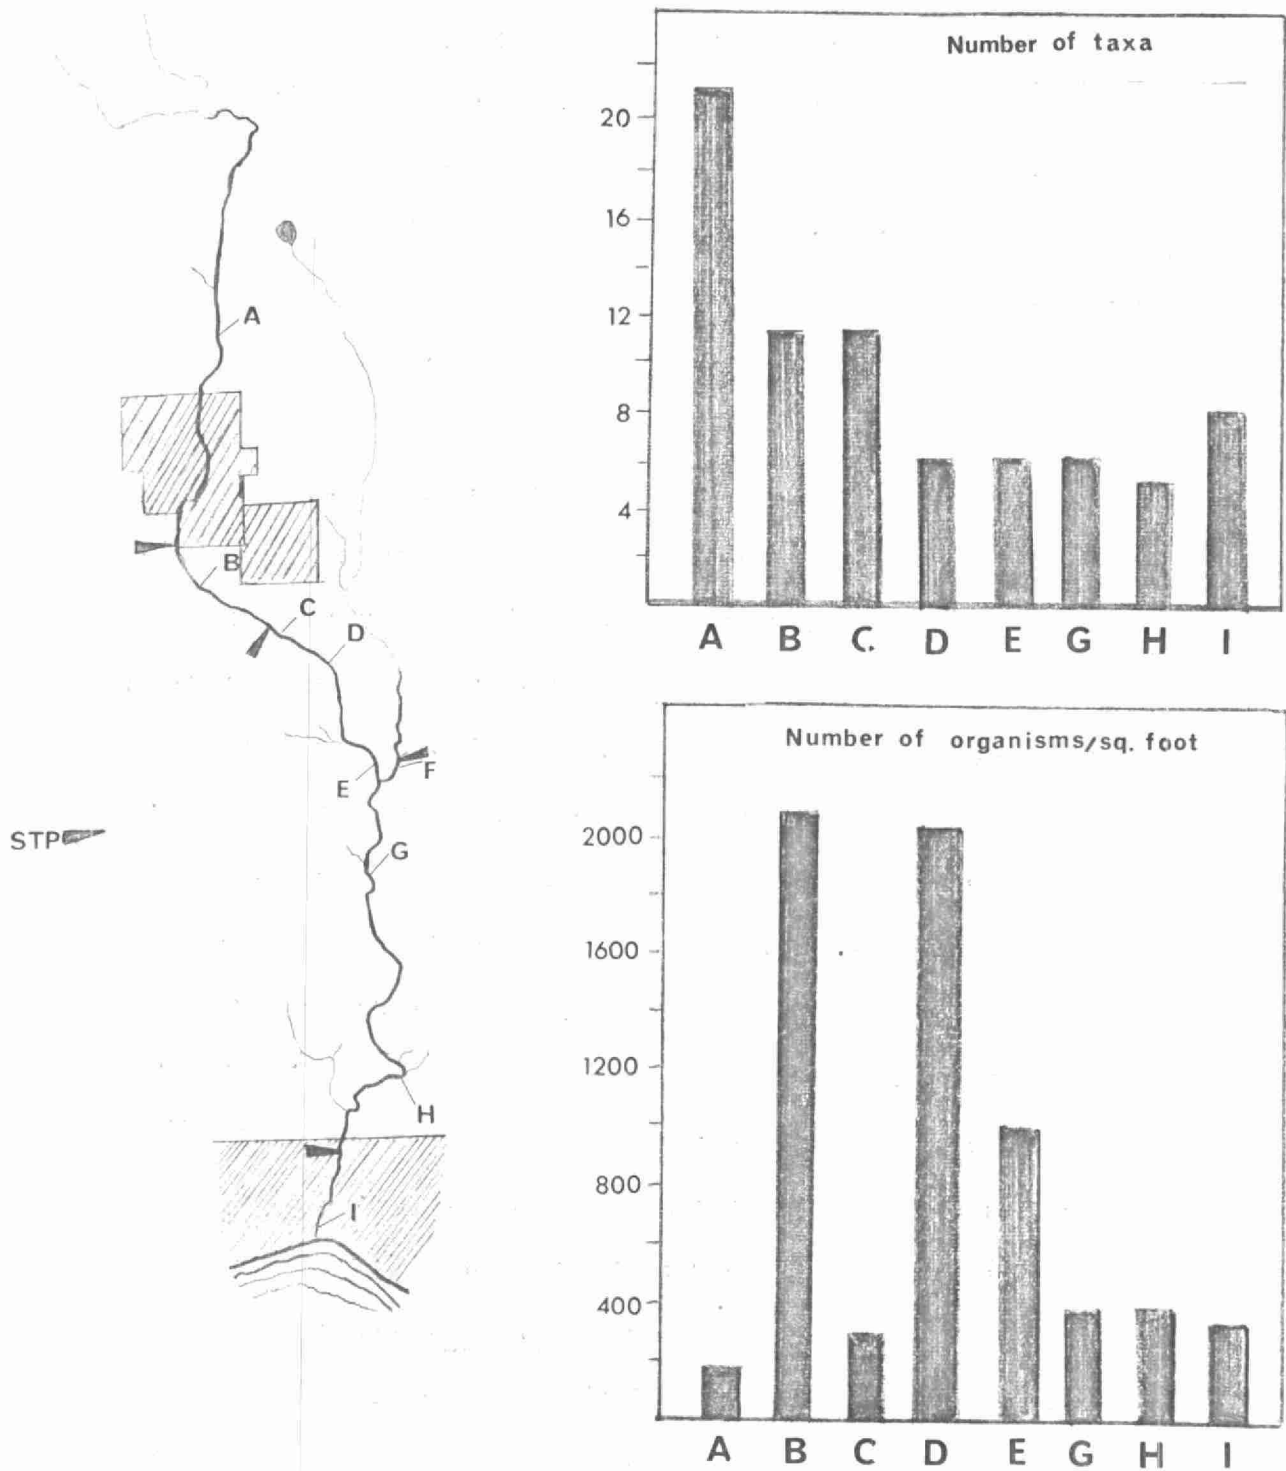 A
B
C
D
E
F
STP
G
H
I
Number of taxa
20
16
12
8
4
A B C. D E G H I
Number of organisms/sq. foot
2000
1600
1200
800
400
A B C D E G H I